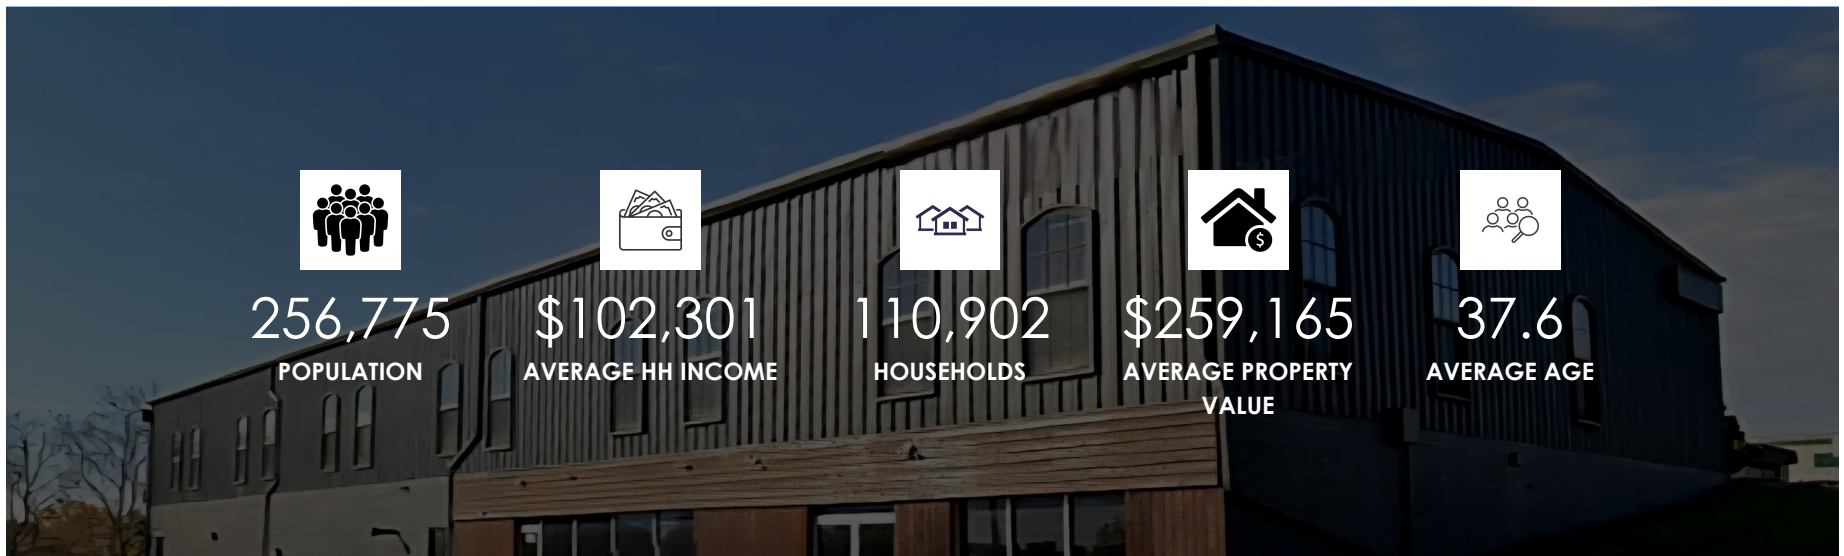 256,775
POPULATION
$102,301
AVERAGE HH INCOME
110,902
HOUSEHOLDS
$259,165
AVERAGE PROPERTY
VALUE
37.6
AVERAGE AGE